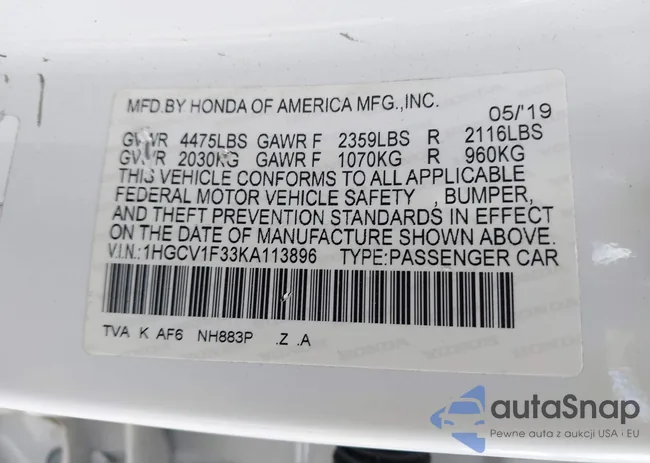 MFD.BY HONDA OF AMERICA MFG.,INC.
05/'19
GVWR 4475LBS GAWR F 2359LBS R 2116LBS
GVWR 2030KG GAWR F 1070KG R 960KG
THIS VEHICLE CONFORMS TO ALL APPLICABLE
FEDERAL MOTOR VEHICLE SAFETY , BUMPER,
AND THEFT PREVENTION STANDARDS IN EFFECT
ON THE DATE OF MANUFACTURE SHOWN ABOVE.
V.I.N.:1HGCV1F33KA113896 TYPE:PASSENGER CAR
TVA K AF6 NH883P .Z .A
autaSnap
Pewne auta z aukcji USA i EU